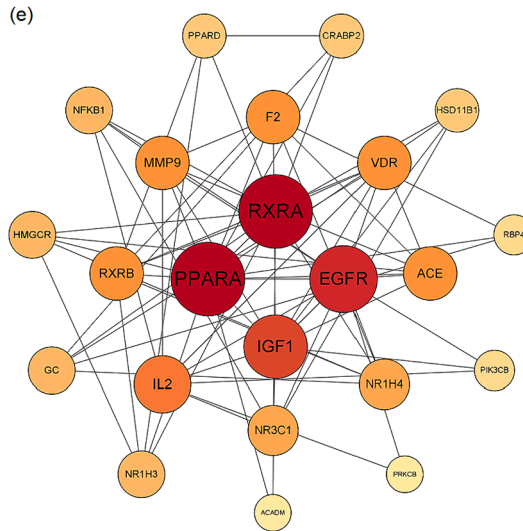 (e)
PPARD
CRABP2
NFKB1
F2
HSD11B1
MMP9
VDR
RXRA
HMGCR
RBP4
RXRB
PPARA
EGFR
ACE
IGF1
GC
IL2
NR1H4
PIK3CB
NR3C1
NR1H3
PRKCB
ACADM